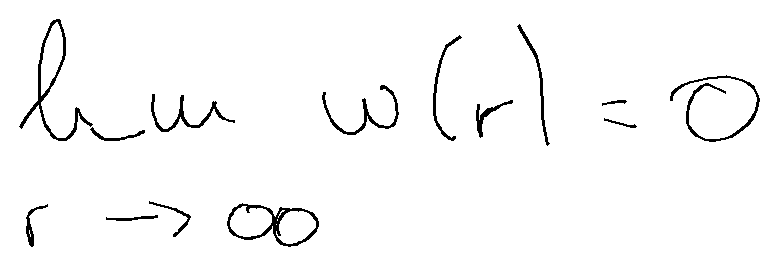 lim w(r) = 0
r → ∞